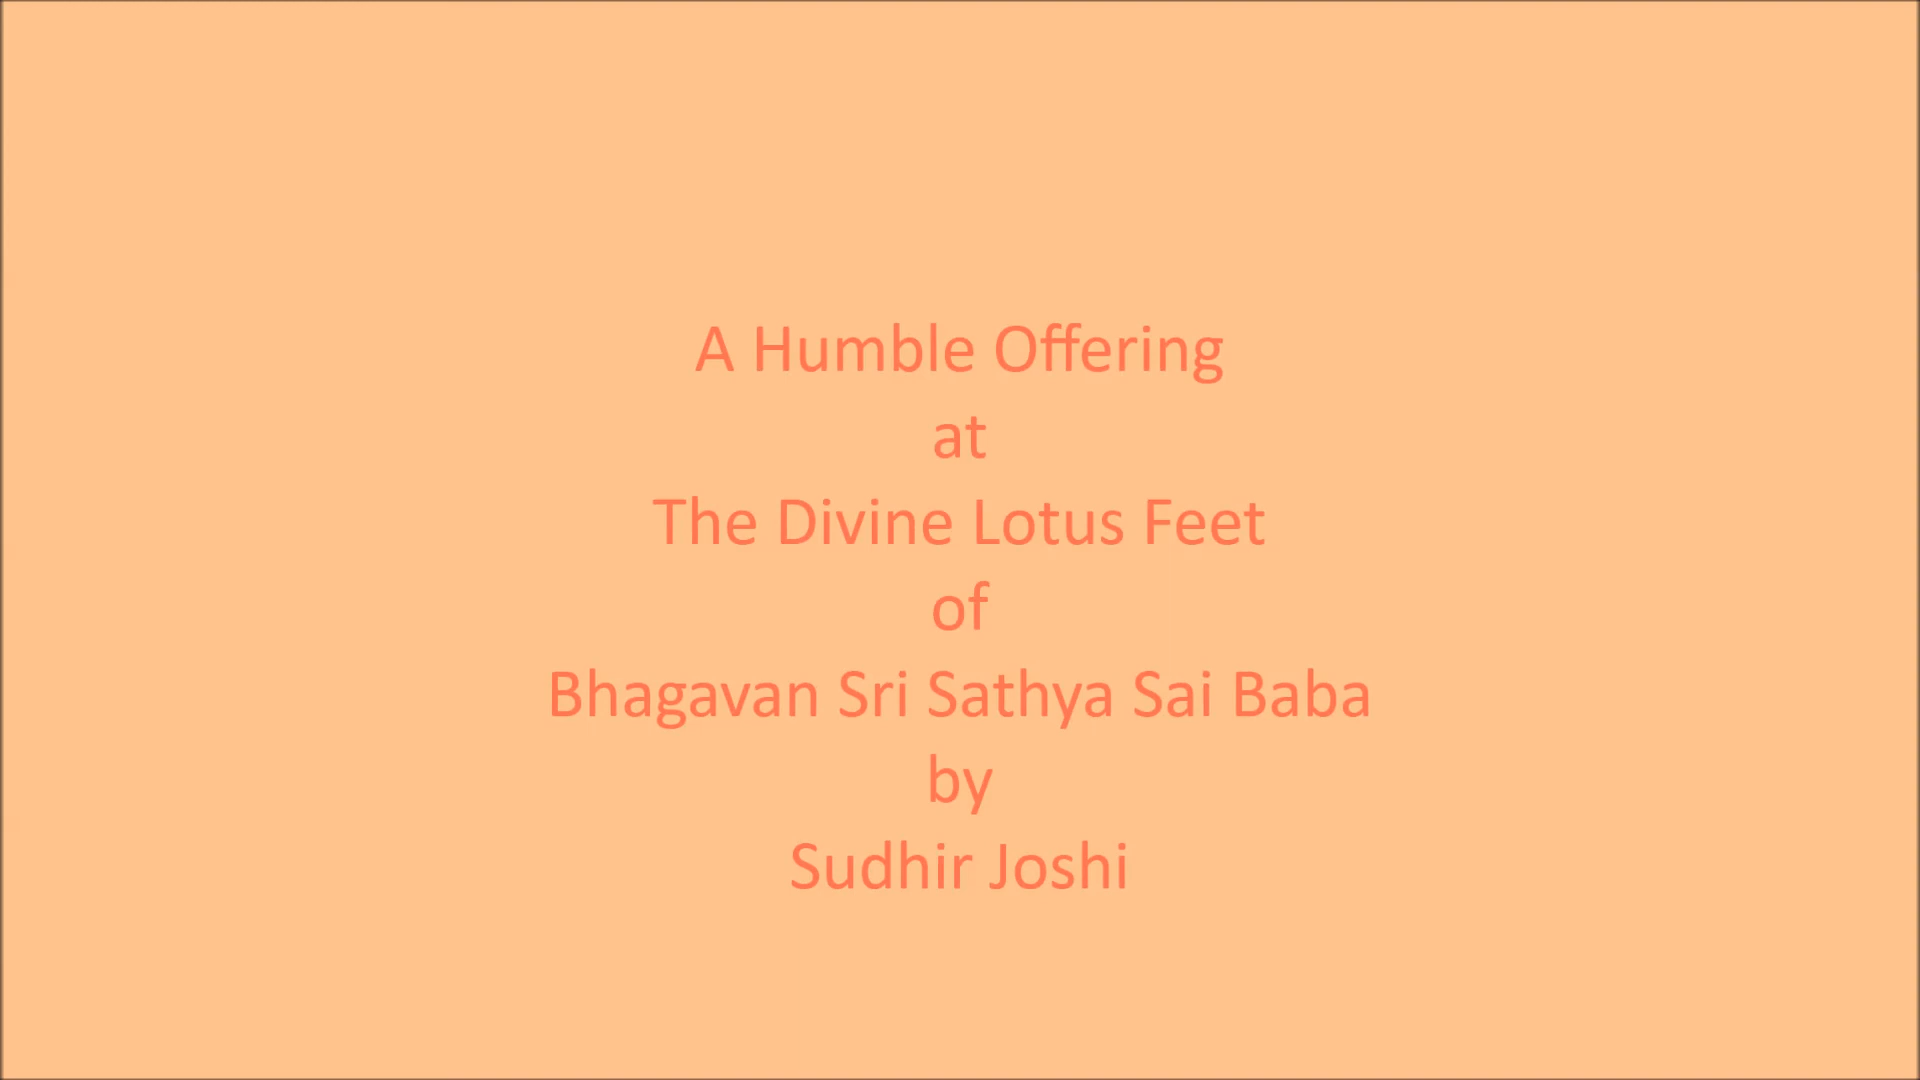 A Humble Offering
at
The Divine Lotus Feet
of
Bhagavan Sri Sathya Sai Baba
by
Sudhir Joshi